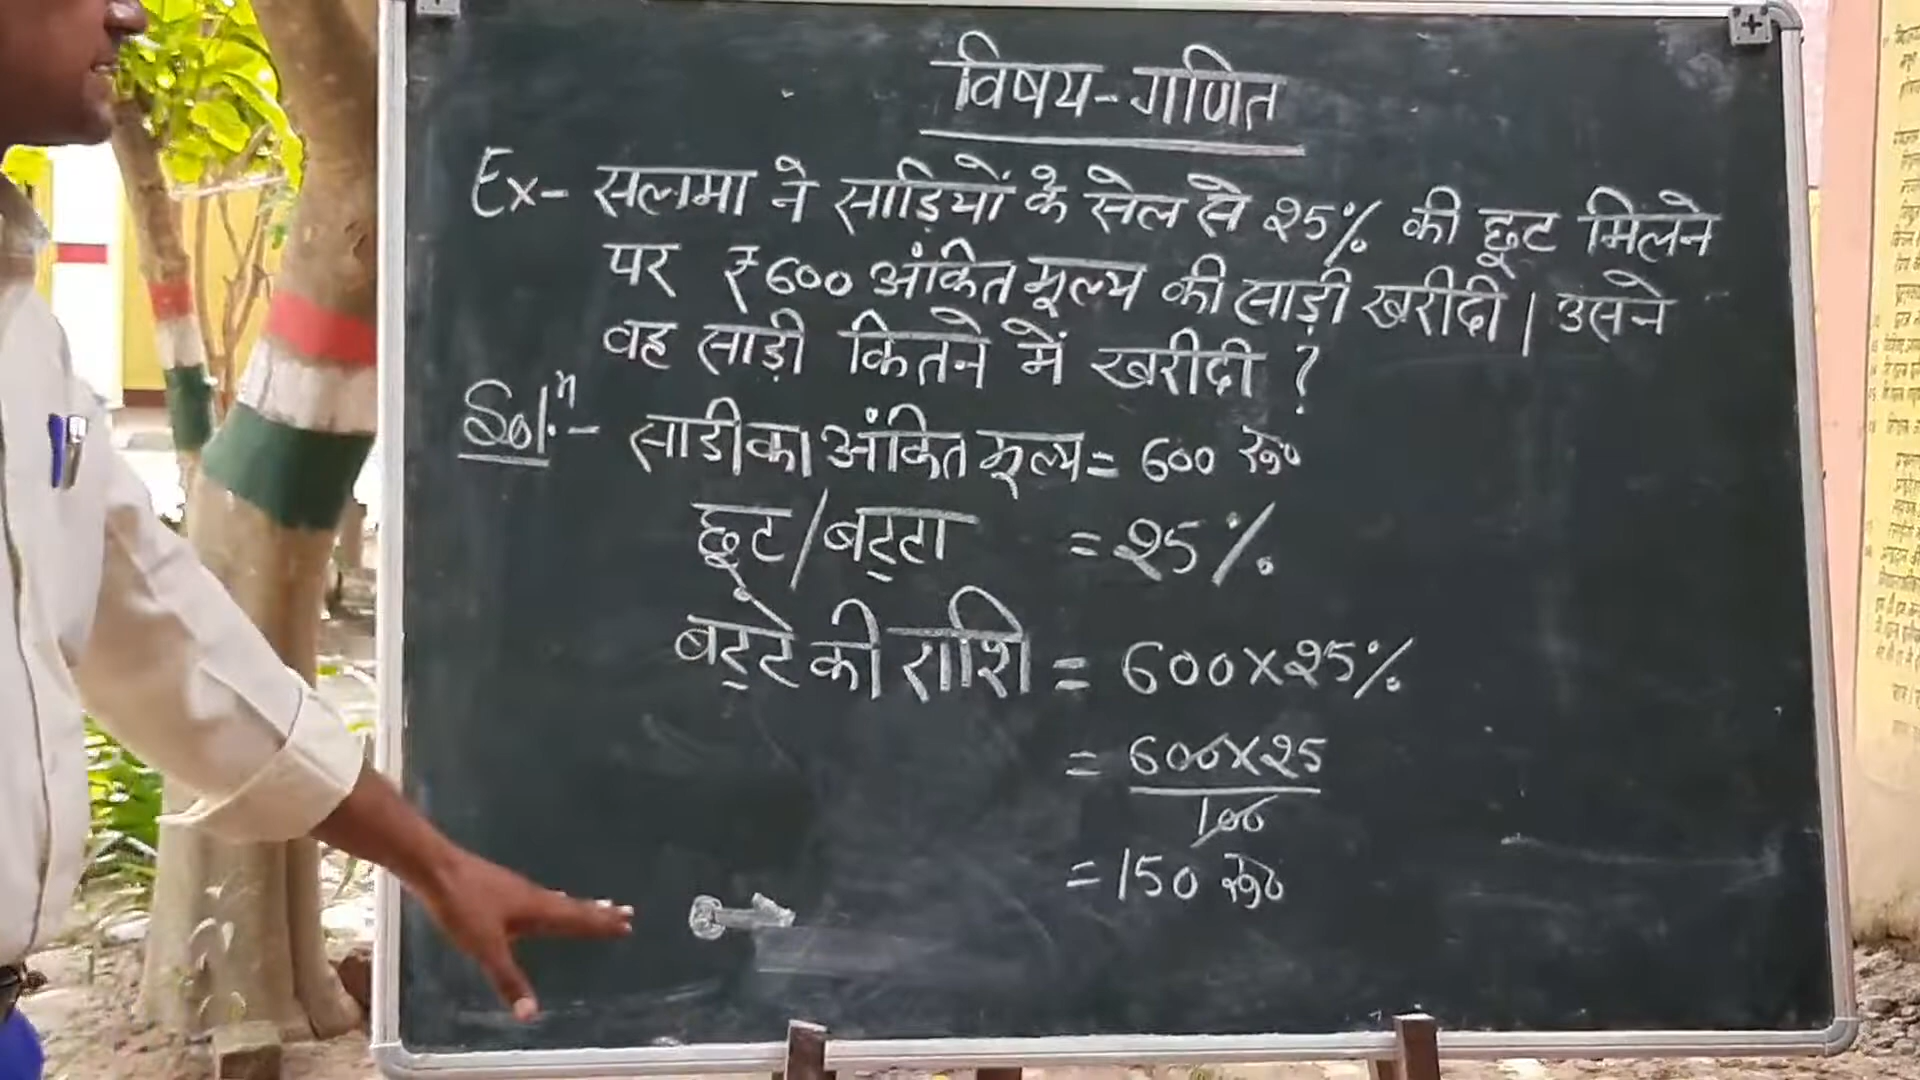 विषय-गणित
Ex- सलमा ने साड़ियों के सेल से 25% की छूट मिलने
पर ₹600 अंकित मूल्य की साड़ी खरीदी। उसने
वह साड़ी कितने में खरीदी ?
Solⁿ:- साडी का अंकित मूल्य = 600 रू०
छूट/बट्टा = 25%
बट्टे की राशि = 600×25%
= 600×25
100
= 150 रू०